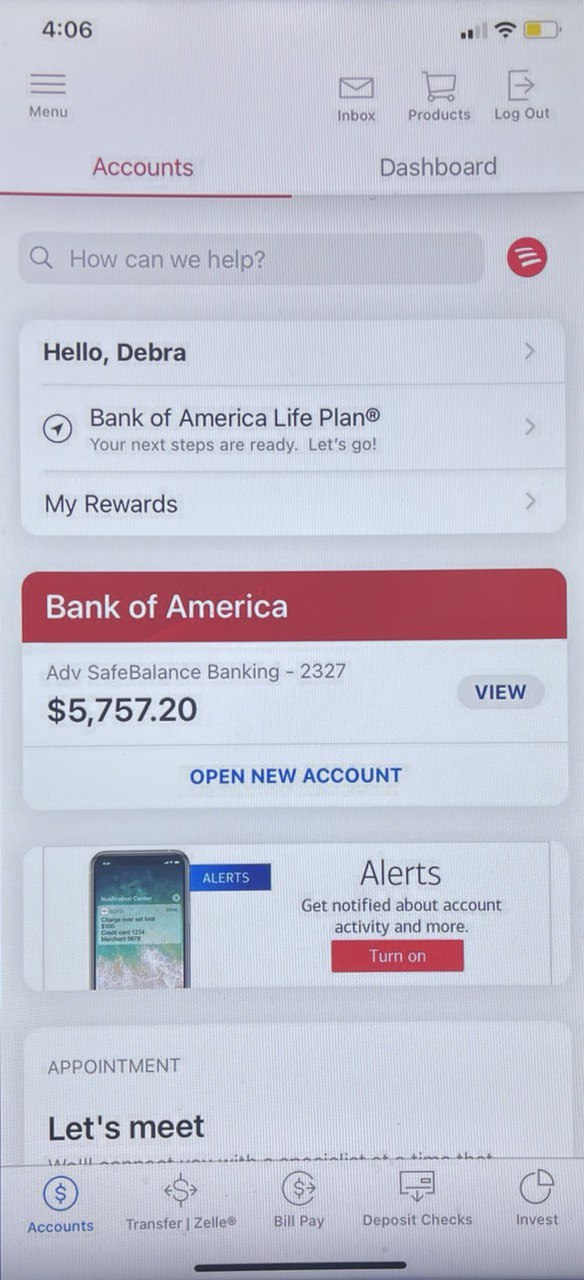 4:06
Menu
Inbox
Products
Log Out
Accounts
Dashboard
How can we help?
Hello, Debra
Bank of America Life Plan®
Your next steps are ready. Let's go!
My Rewards
Bank of America
Adv SafeBalance Banking - 2327
$5,757.20
VIEW
OPEN NEW ACCOUNT
Notification Center
Charge over set limit
$100
Credit card 1234
Merchant 5678
ALERTS
Alerts
Get notified about account
activity and more.
Turn on
APPOINTMENT
Let's meet
We'll connect you with a specialist at a time that
Accounts
Transfer | Zelle®
Bill Pay
Deposit Checks
Invest